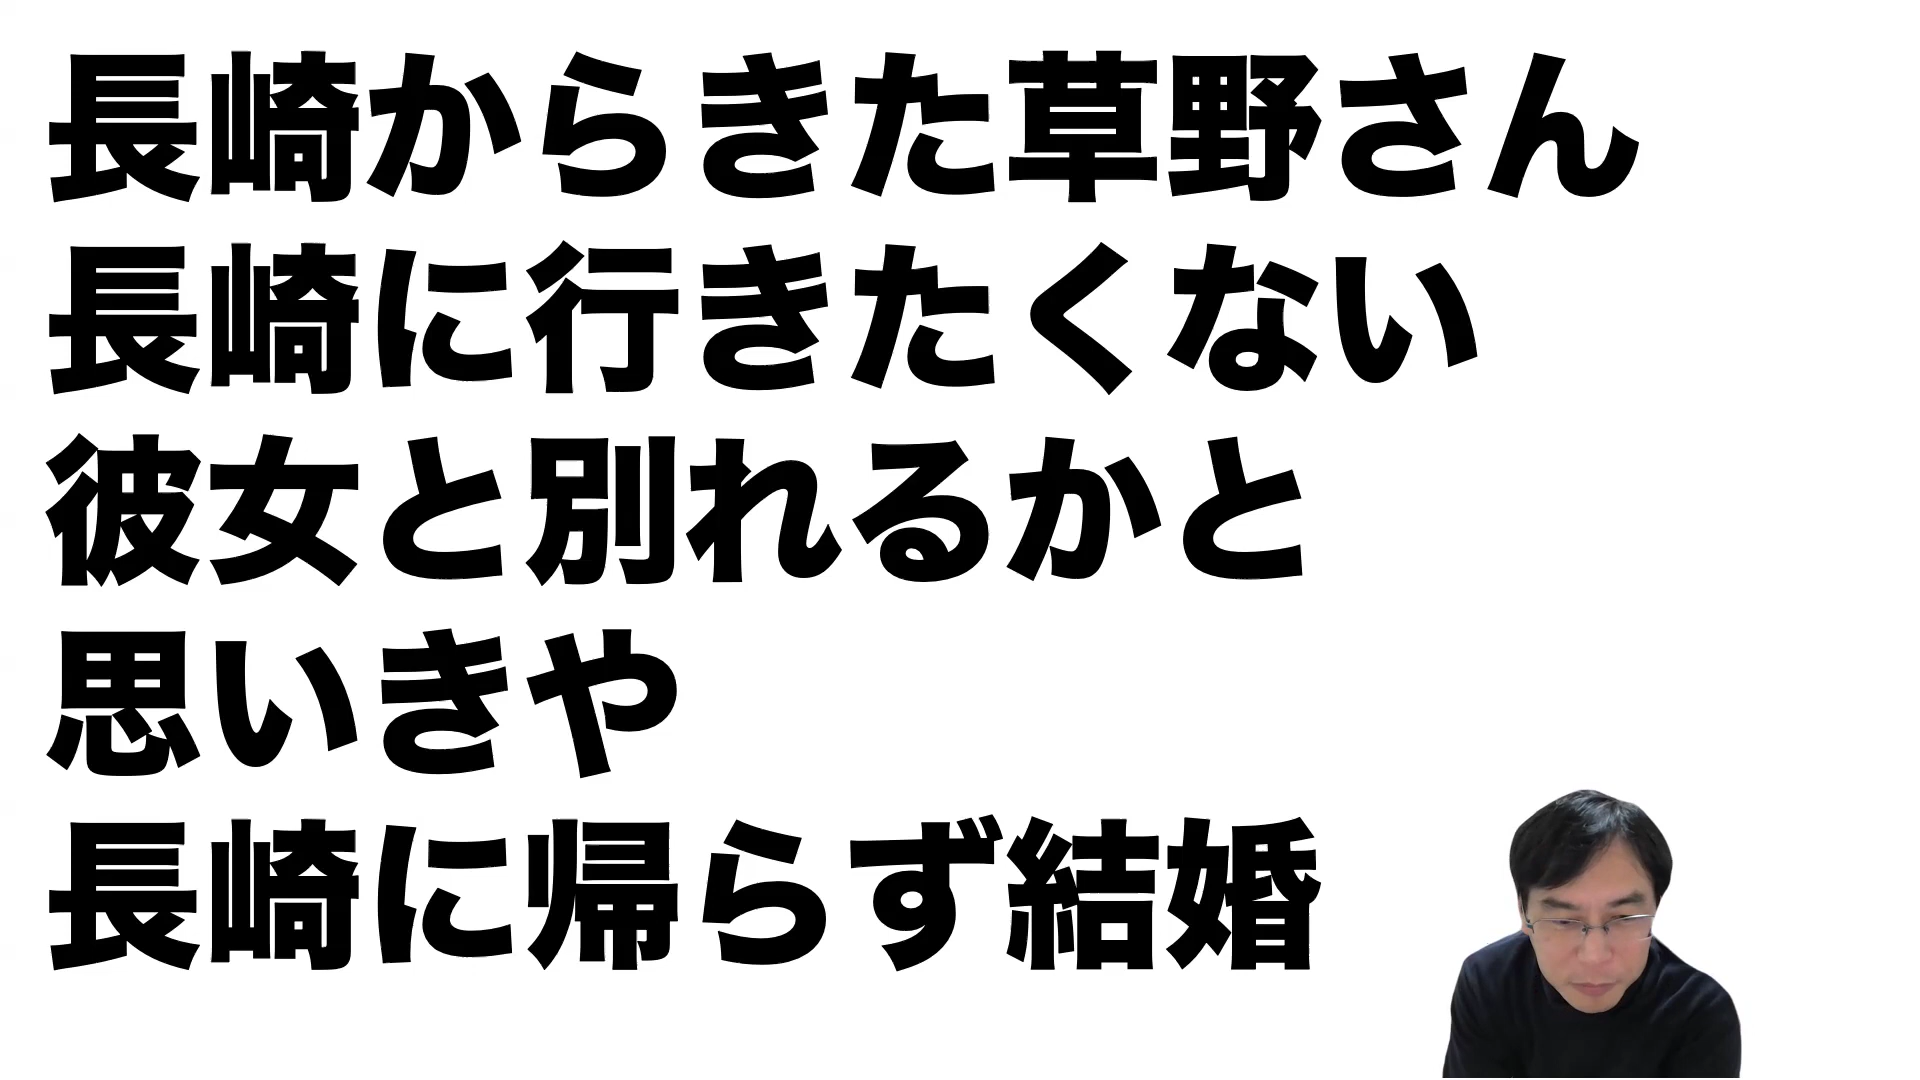 長崎からきた草野さん
長崎に行きたくない
彼女と別れるかと
思いきや
長崎に帰らず結婚